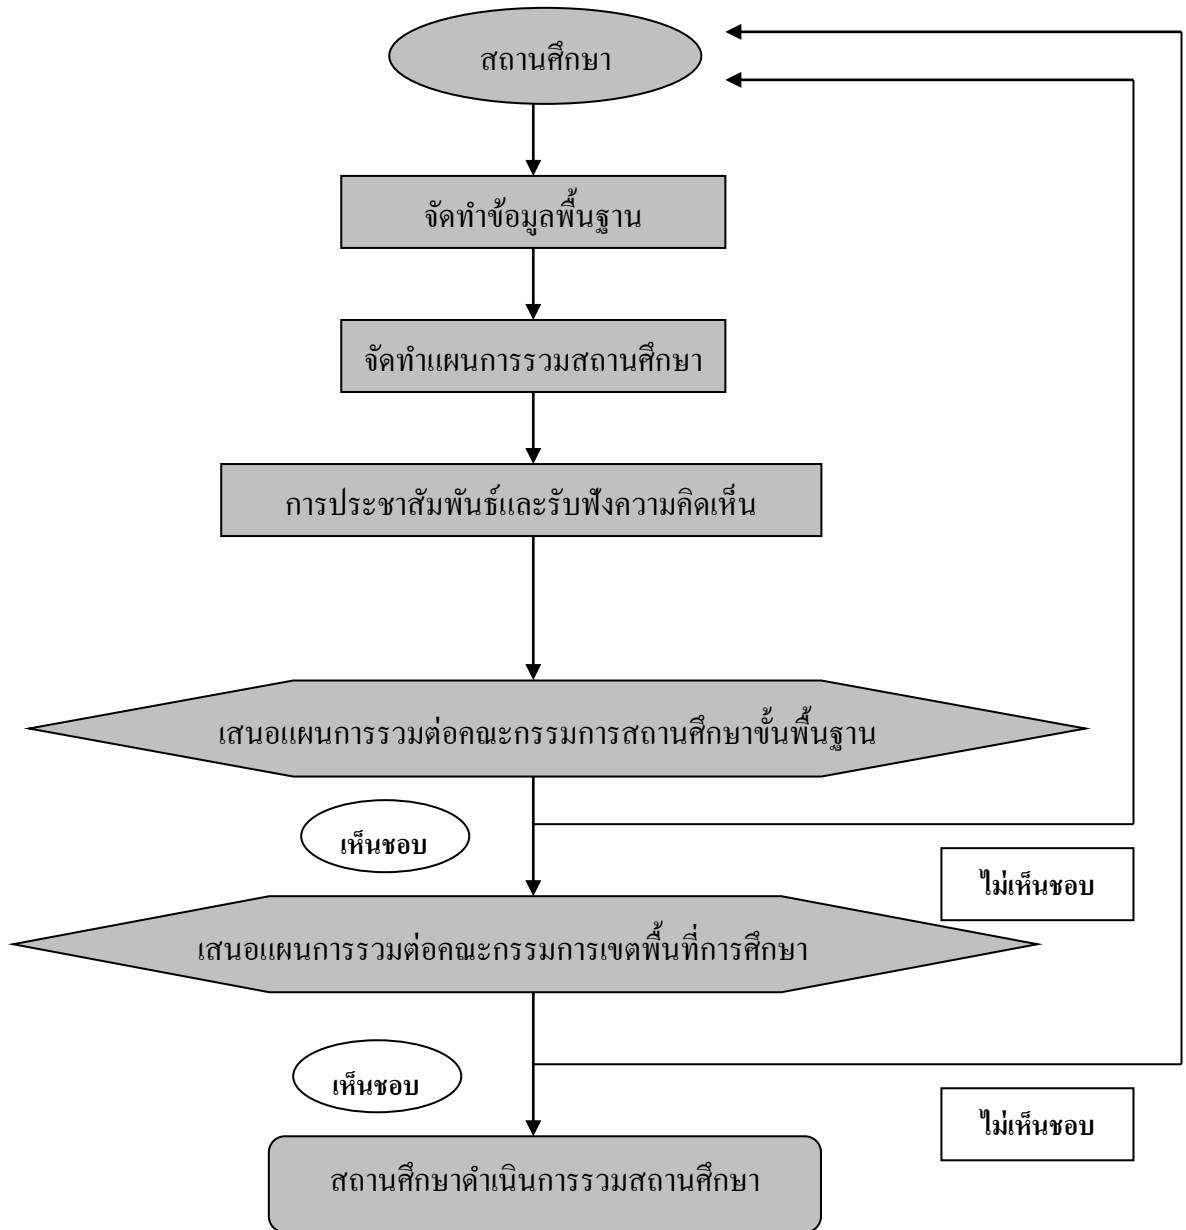 สถานศึกษา
จัดทำข้อมูลพื้นฐาน
จัดทำแผนการรวมสถานศึกษา
การประชาสัมพันธ์และรับฟังความคิดเห็น
เสนอแผนการรวมต่อคณะกรรมการสถานศึกษาขั้นพื้นฐาน
เห็นชอบ
ไม่เห็นชอบ
เสนอแผนการรวมต่อคณะกรรมการเขตพื้นที่การศึกษา
เห็นชอบ
ไม่เห็นชอบ
สถานศึกษาดำเนินการรวมสถานศึกษา